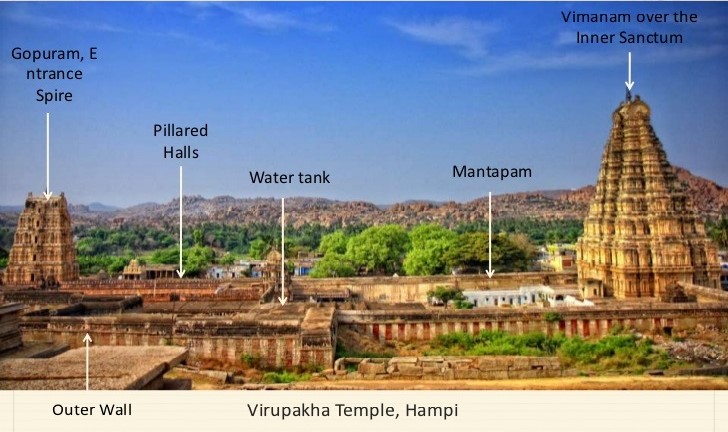 Vimanam over the
Inner Sanctum
Gopuram, E
ntrance
Spire
Pillared
Halls
Water tank
Mantapam
Outer Wall
Virupakha Temple, Hampi